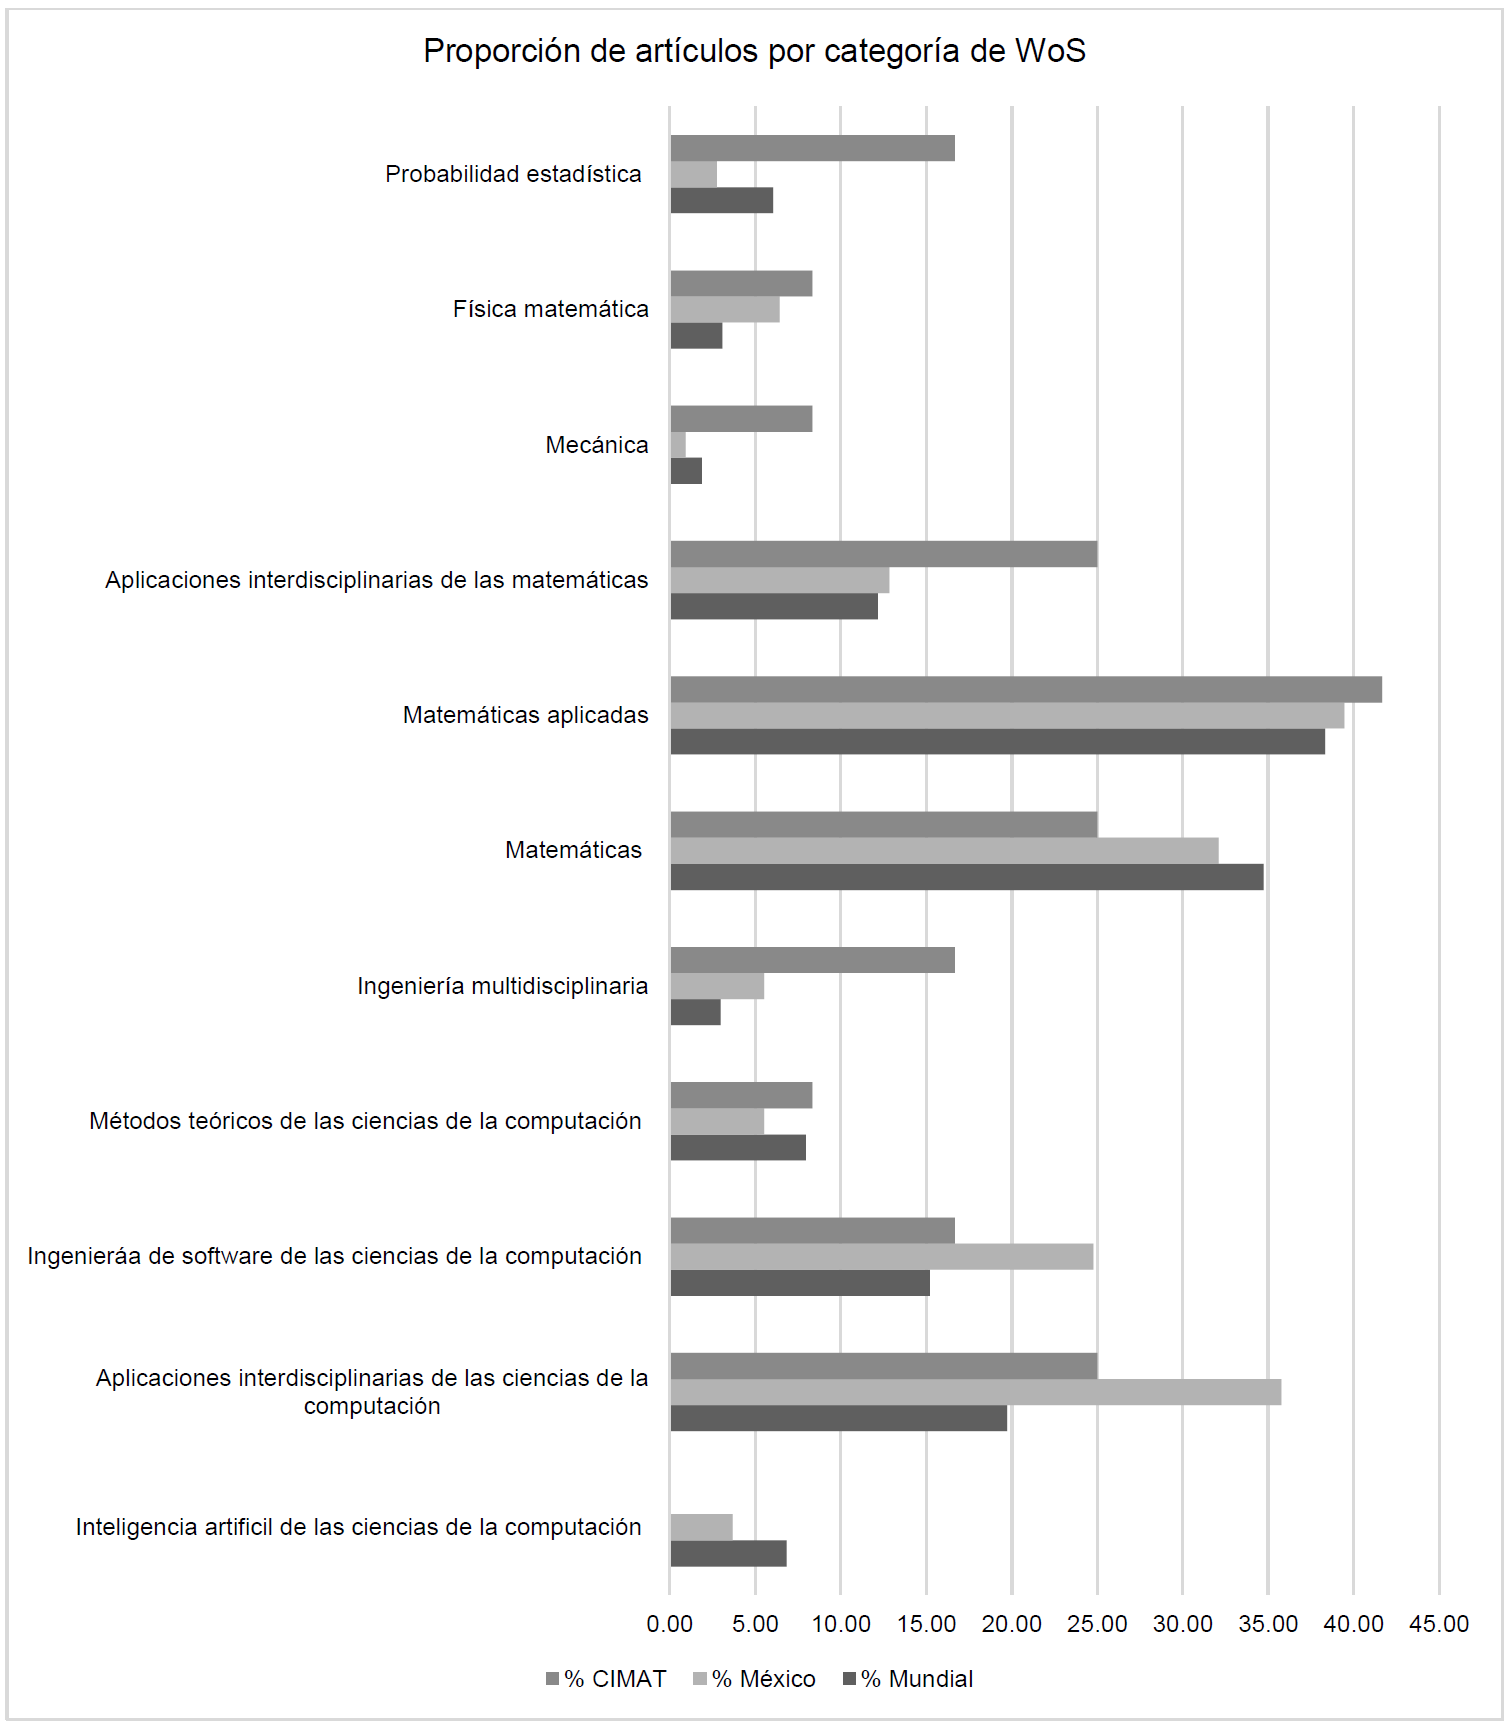 Proporción de artículos por categoría de WoS
Probabilidad estadística
Física matemática
Mecánica
Aplicaciones interdisciplinarias de las matemáticas
Matemáticas aplicadas
Matemáticas
Ingeniería multidisciplinaria
Métodos teóricos de las ciencias de la computación
Ingenieráa de software de las ciencias de la computación
Aplicaciones interdisciplinarias de las ciencias de la
computación
Inteligencia artificil de las ciencias de la computación
0.00 5.00 10.00 15.00 20.00 25.00 30.00 35.00 40.00 45.00
% CIMAT % México % Mundial